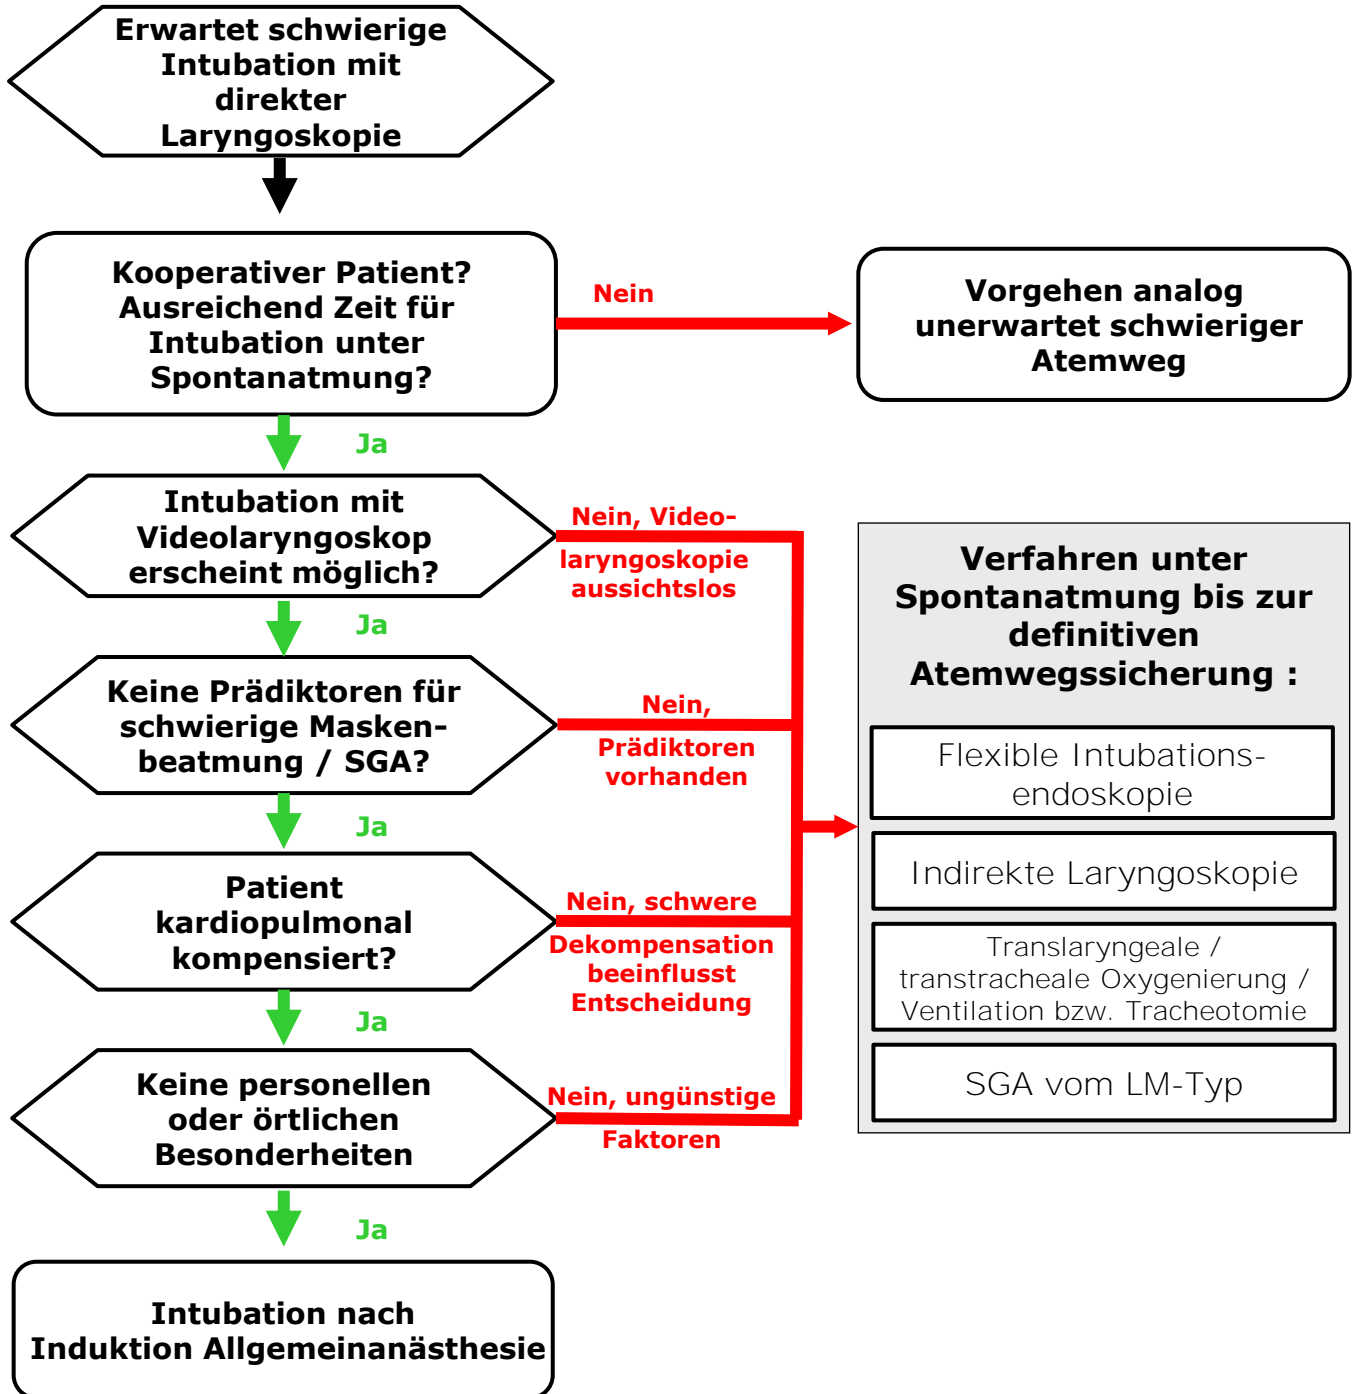 Erwartet schwierige
Intubation mit
direkter
Laryngoskopie
Kooperativer Patient?
Ausreichend Zeit für
Intubation unter
Spontanatmung?
Nein
Vorgehen analog
unerwartet schwieriger
Atemweg
Ja
Intubation mit
Videolaryngoskop
erscheint möglich?
Nein, Video-
laryngoskopie
aussichtslos
Ja
Keine Prädiktoren für
schwierige Masken-
beatmung / SGA?
Nein,
Prädiktoren
vorhanden
Ja
Patient
kardiopulmonal
kompensiert?
Nein, schwere
Dekompensation
beeinflusst
Entscheidung
Ja
Keine personellen
oder örtlichen
Besonderheiten
Nein, ungünstige
Faktoren
Ja
Intubation nach
Induktion Allgemeinanästhesie
Verfahren unter
Spontanatmung bis zur
definitiven
Atemwegssicherung :
Flexible Intubations-
endoskopie
Indirekte Laryngoskopie
Translaryngeale /
transtracheale Oxygenierung /
Ventilation bzw. Tracheotomie
SGA vom LM-Typ